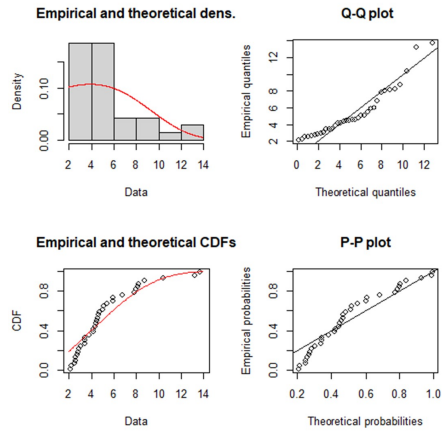 Empirical and theoretical dens.
Density
0.00 0.10
2 4 6 8 10 12 14
Data
Q-Q plot
Empirical quantiles
2 4 6 8 12
0 2 4 6 8 10 12
Theoretical quantiles
Empirical and theoretical CDFs
CDF
0.0 0.4 0.8
2 4 6 8 10 12 14
Data
P-P plot
Empirical probabilities
0.0 0.4 0.8
0.2 0.4 0.6 0.8 1.0
Theoretical probabilities